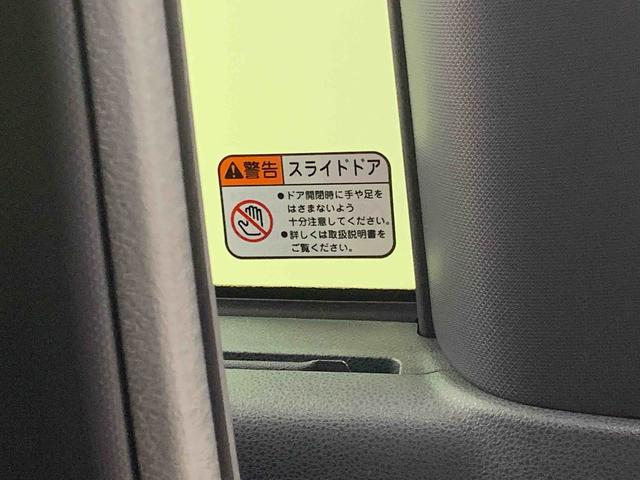 警告 スライドドア
●ドア開閉時に手や足を
はさまないよう
十分注意してください。
●詳しくは取扱説明書を
ご覧ください。